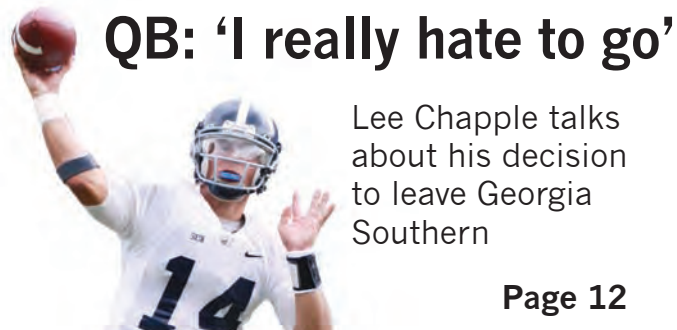 QB: ‘I really hate to go’
Lee Chapple talks
about his decision
to leave Georgia
Southern
Page 12
14